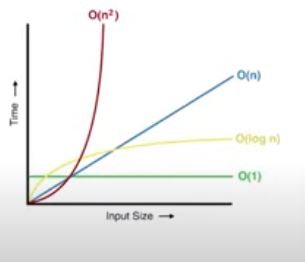 O(n²)
O(n)
O(log n)
O(1)
Time →
Input Size →